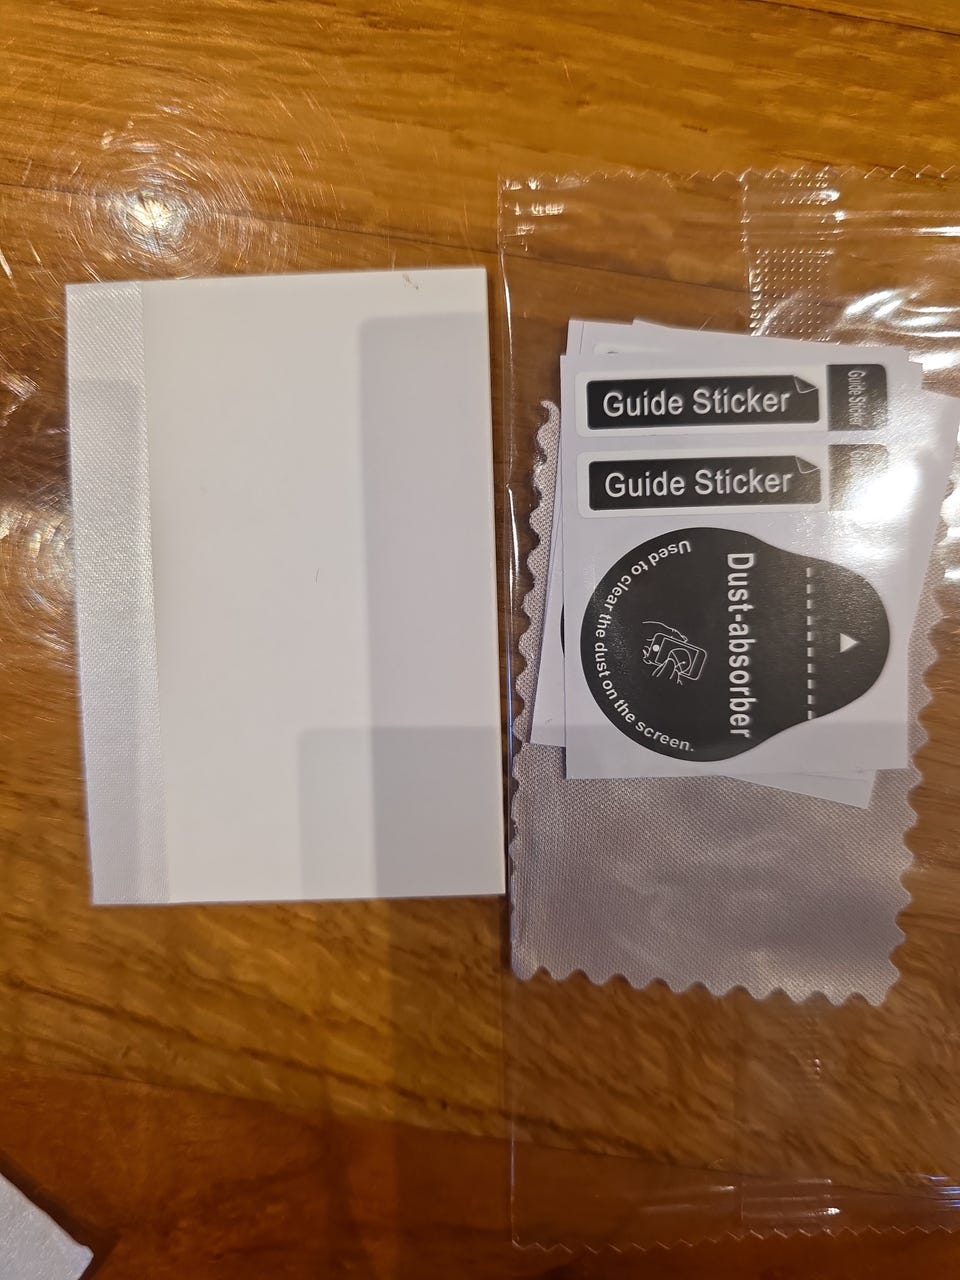 Guide Sticker
Guide Sticker
Guide Sticker
Dust-absorber
Used to clear the dust on the screen.